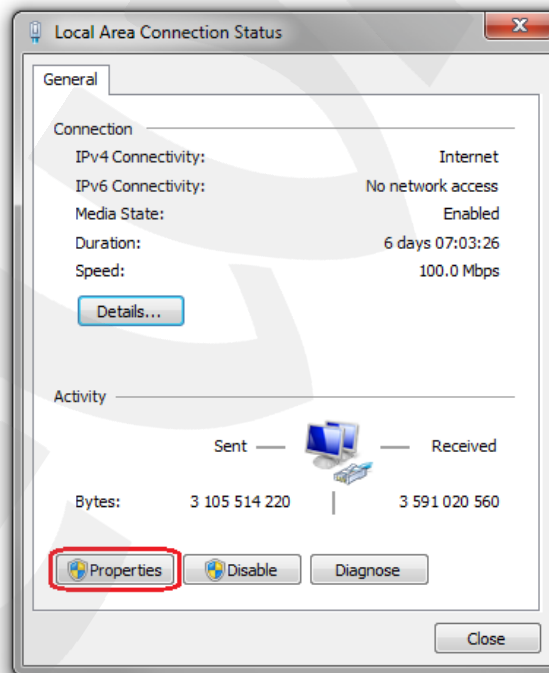 Local Area Connection Status
General
Connection
IPv4 Connectivity: Internet
IPv6 Connectivity: No network access
Media State: Enabled
Duration: 6 days 07:03:26
Speed: 100.0 Mbps
Details...
Activity
Sent Received
Bytes: 3 105 514 220 3 591 020 560
Properties Disable Diagnose
Close